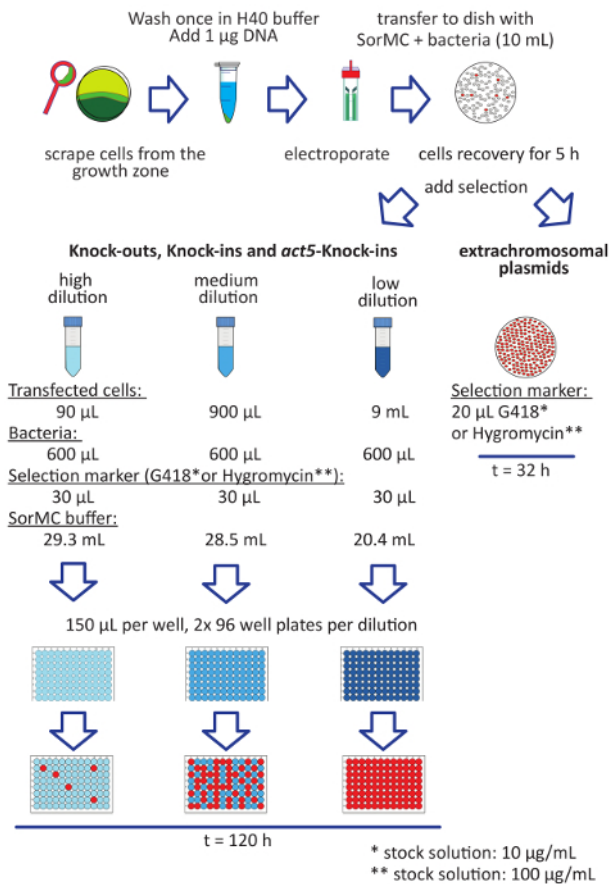 Wash once in H40 buffer
Add 1 µg DNA
transfer to dish with
SorMC + bacteria (10 mL)
scrape cells from the
growth zone
electroporate
cells recovery for 5 h
add selection
Knock-outs, Knock-ins and act5-Knock-ins
extrachromosomal
plasmids
high
dilution
medium
dilution
low
dilution
Transfected cells:
90 µL 900 µL 9 mL
Bacteria:
600 µL 600 µL 600 µL
Selection marker (G418*or Hygromycin**):
30 µL 30 µL 30 µL
SorMC buffer:
29.3 mL 28.5 mL 20.4 mL
Selection marker:
20 µL G418*
or Hygromycin**
t = 32 h
150 µL per well, 2x 96 well plates per dilution
t = 120 h
* stock solution: 10 µg/mL
** stock solution: 100 µg/mL